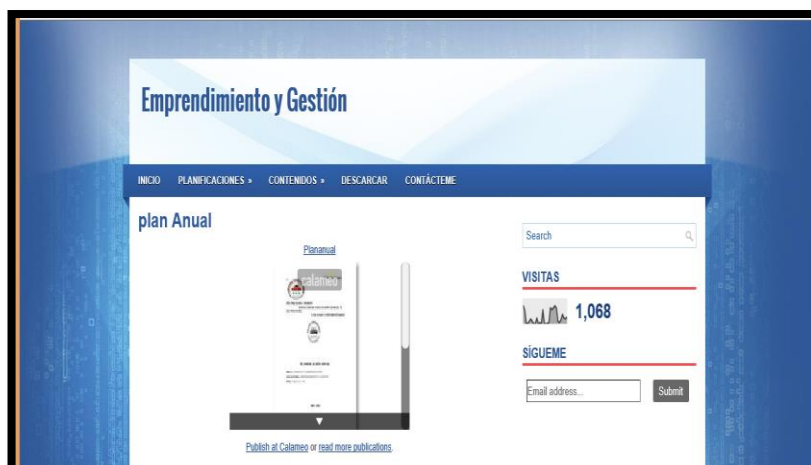 Emprendimiento y Gestión
INICIO PLANIFICACIONES » CONTENIDOS » DESCARCAR CONTÁCTEME
plan Anual
Plananual
calameo
Publish at Calameo or read more publications.
Search
VISITAS
1,068
SÍGUEME
Email address... Submit